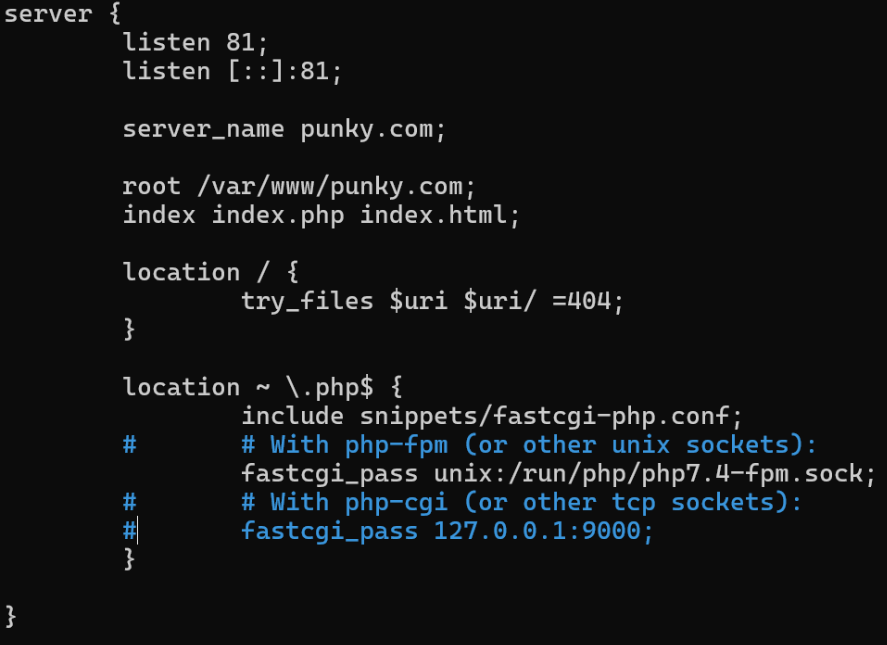 server {
        listen 81;
        listen [::]:81;

        server_name punky.com;

        root /var/www/punky.com;
        index index.php index.html;

        location / {
                try_files $uri $uri/ =404;
        }

        location ~ \.php$ {
                include snippets/fastcgi-php.conf;
        #       # With php-fpm (or other unix sockets):
                fastcgi_pass unix:/run/php/php7.4-fpm.sock;
        #       # With php-cgi (or other tcp sockets):
        #       fastcgi_pass 127.0.0.1:9000;
        }

}